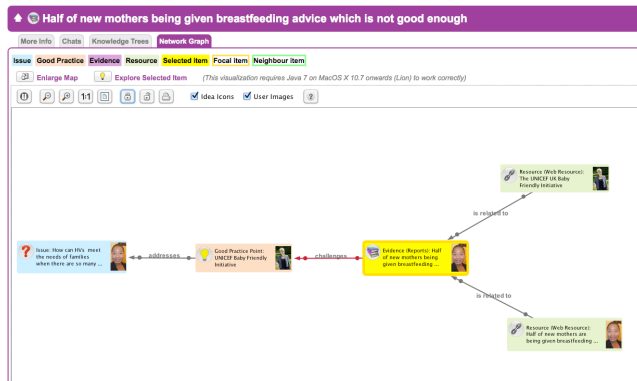 Half of new mothers being given breastfeeding advice which is not good enough
More Info Chats Knowledge Trees Network Graph
Issue Good Practice Evidence Resource Selected item Focal item Neighbour item
Enlarge Map Explore Selected Item (This visualization requires Java 7 on MacOS X 10.7 onwards (Lion) to work correctly)
1:1 Idea Icons User Images
Resource (Web Resource):
The UNICEF UK Baby
Friendly Initiative
is related to
Issue: How can HVs meet
the needs of families
when there are so many ...
addresses
Good Practice Point:
UNICEF Baby Friendly
Initiative
challenges
Evidence (Reports): Half
of new mothers being
given breastfeeding ...
is related to
Resource (Web Resource):
Half of new mothers are
being given breastfeeding ...